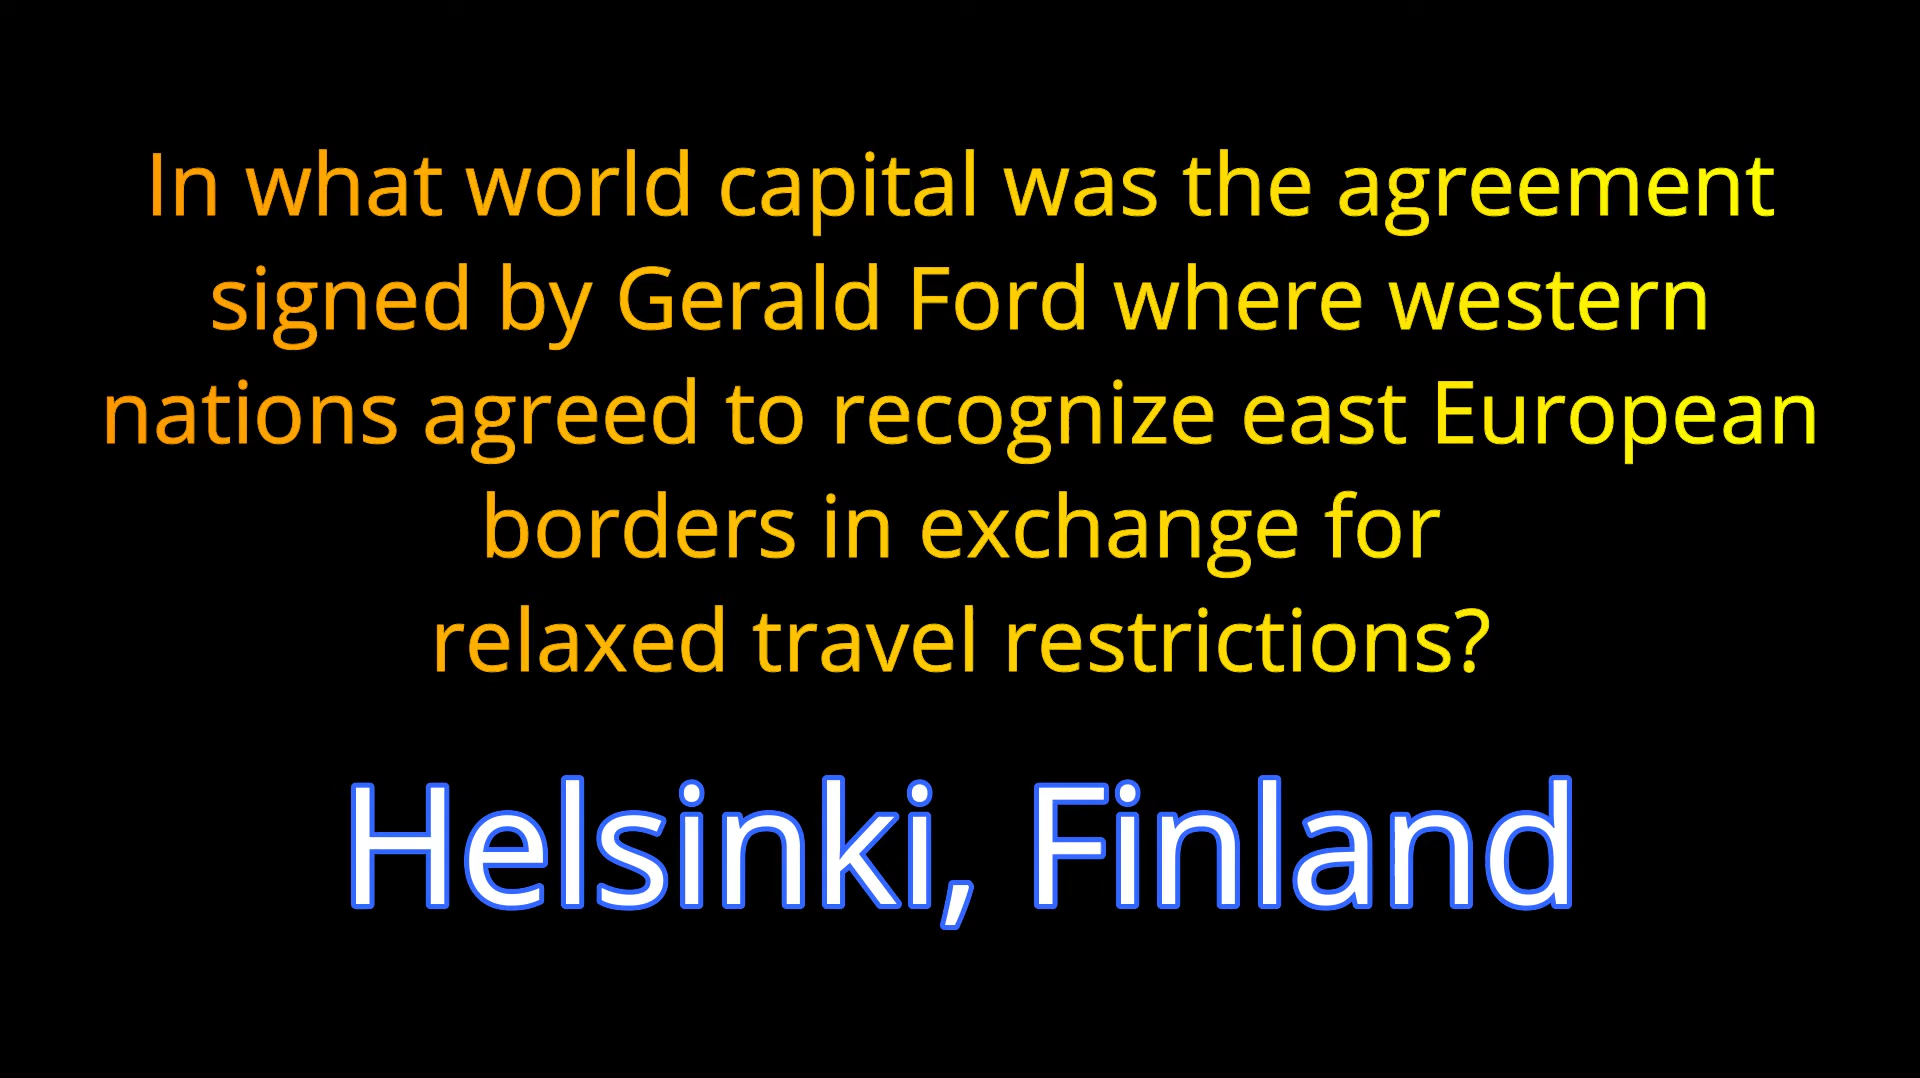 In what world capital was the agreement
signed by Gerald Ford where western
nations agreed to recognize east European
borders in exchange for
relaxed travel restrictions?
Helsinki, Finland